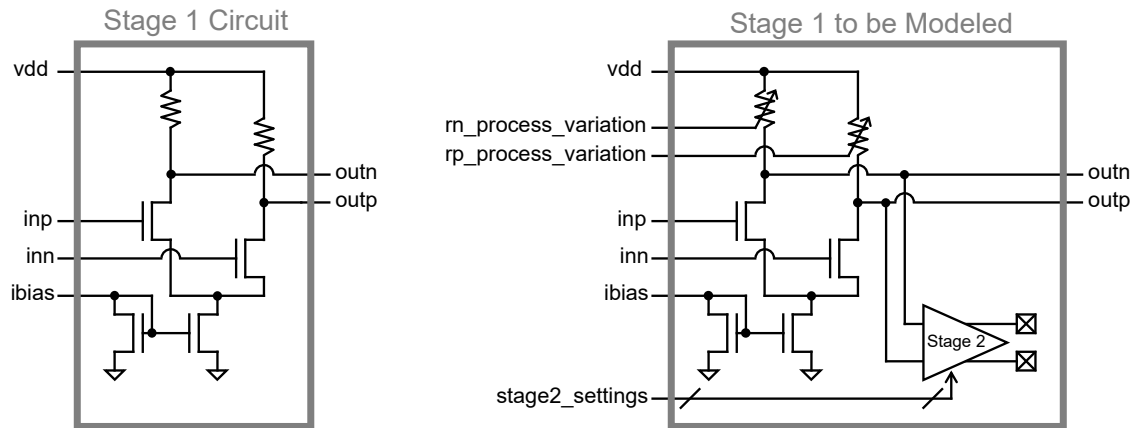 Stage 1 Circuit
vdd
outn
outp
inp
inn
ibias
Stage 1 to be Modeled
vdd
rn_process_variation
rp_process_variation
outn
outp
inp
inn
ibias
Stage 2
stage2_settings